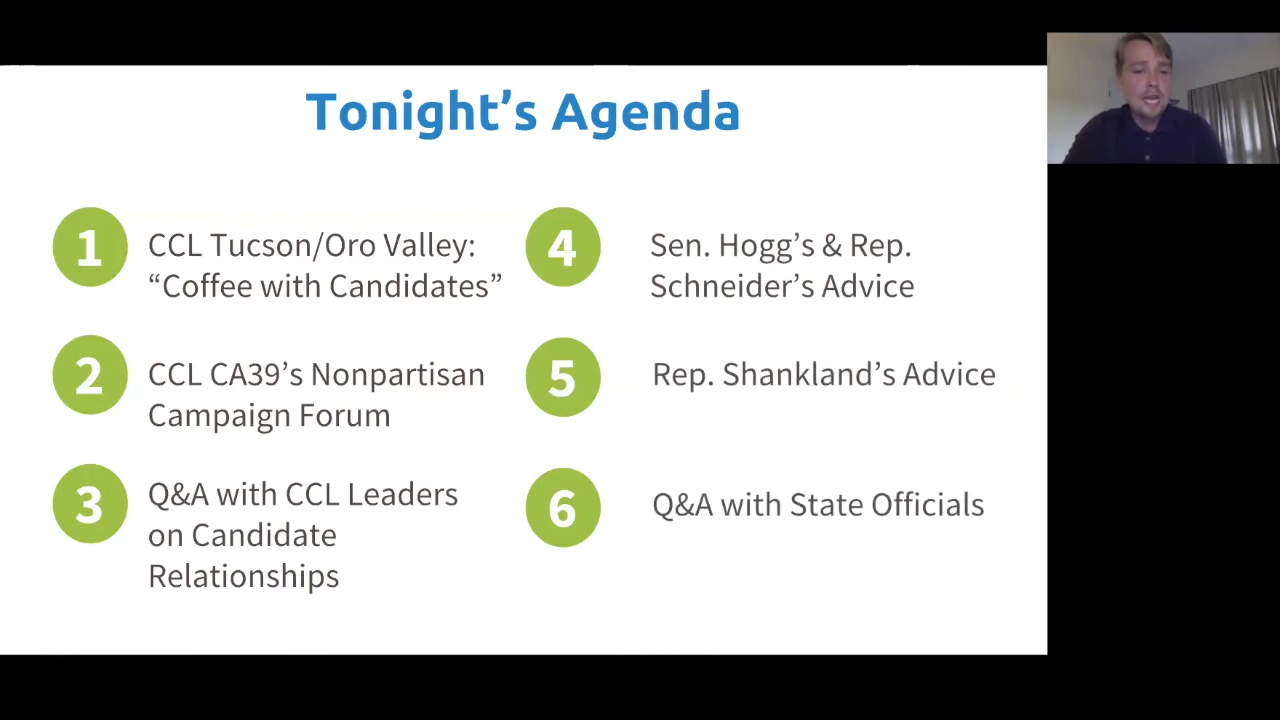 Tonight’s Agenda
1
CCL Tucson/Oro Valley:
“Coffee with Candidates”
2
CCL CA39’s Nonpartisan
Campaign Forum
3
Q&A with CCL Leaders
on Candidate
Relationships
4
Sen. Hogg’s & Rep.
Schneider’s Advice
5
Rep. Shankland’s Advice
6
Q&A with State Officials